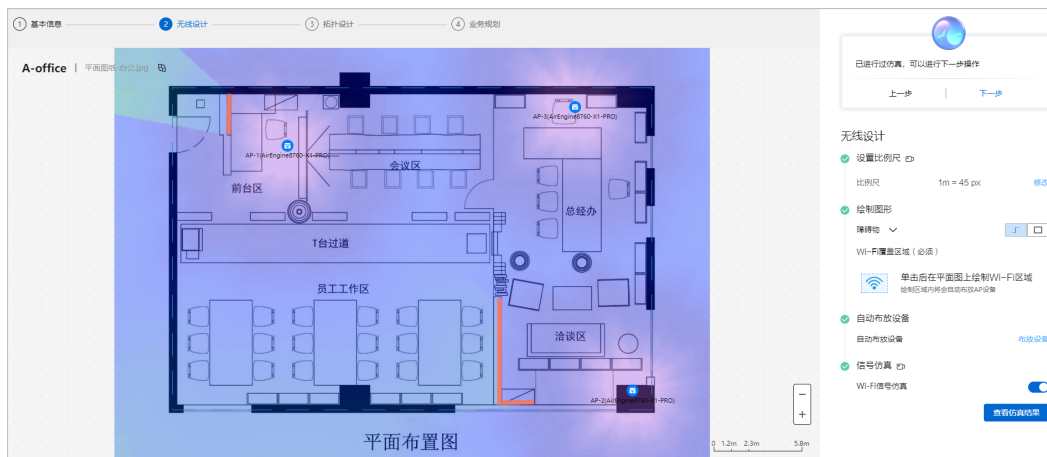 1 基本信息 2 无线设计 3 拓扑设计 4 业务规划
A-office | 平面图纸-办公.jpg
AP-3(AirEngine8760-X1-PRO)
AP-1(AirEngine8760-X1-PRO)
会议区
前台区
总经办
T台过道
员工工作区
洽谈区
AP-2(AirEngine8760-X1-PRO)
平面布置图
−
+
0 1.2m 2.3m 5.8m
已进行过仿真，可以进行下一步操作
上一步 下一步
无线设计
设置比例尺
比例尺 1m = 45 px 修改
绘制图形
障碍物
Wi-Fi覆盖区域（必须）
单击后在平面图上绘制Wi-Fi区域
绘制区域内将会自动布放AP设备
自动布放设备
自动布放设备 布放设备
信号仿真
Wi-Fi信号仿真
查看仿真结果